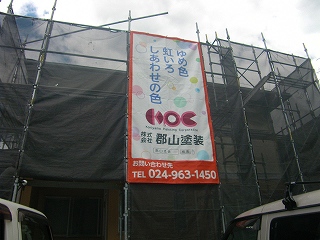 ゆめ色
虹いろ
しあわせの色
HOC
株式会社 郡山塗装
お問い合わせ先
TEL 024-963-1450